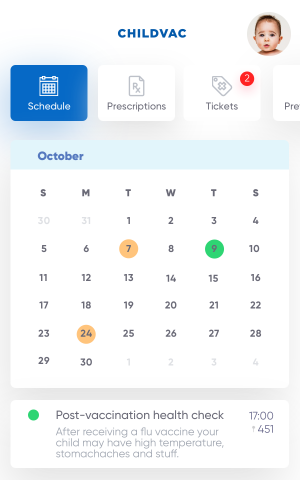 CHILDVAC
2
Schedule Prescriptions Tickets Pre
October
S M T W T S
30 31 1 2 3 4
5 6 7 8 9 10
11 12 13 14 15 16
17 18 19 20 21 22
23 24 25 26 27 28
29 30 1 2 3 4
Post-vaccination health check 17:00
After receiving a flu vaccine your ↑ 451
child may have high temperature,
stomachaches and stuff.